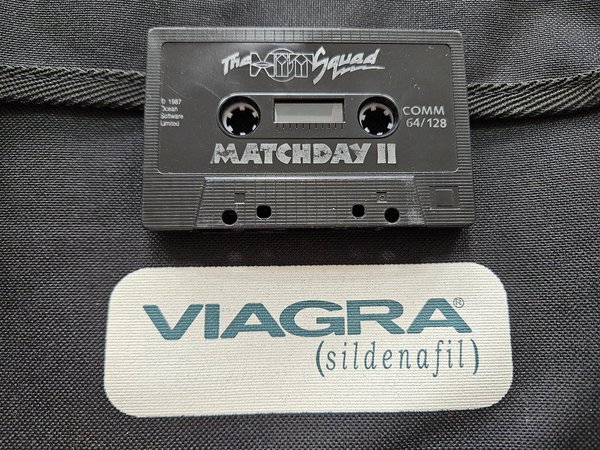 The HIT Squad
© 1987
Ocean
Software
Limited
COMM
64/128
MATCHDAY II
VIAGRA®
(sildenafil)